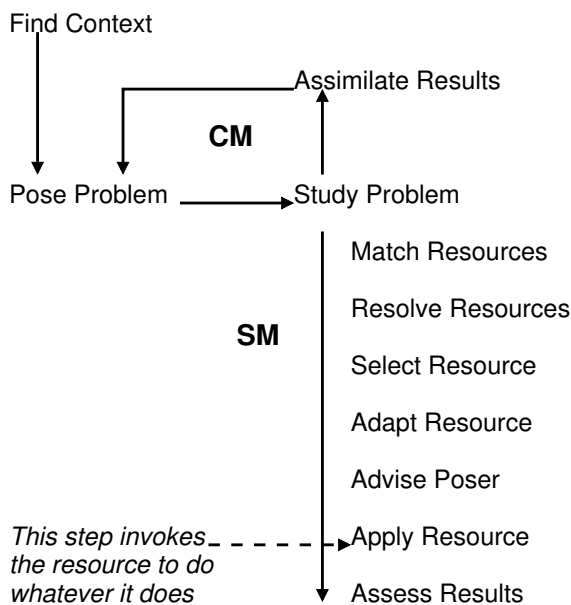 Find Context
Assimilate Results
CM
Pose Problem
Study Problem
Match Resources
Resolve Resources
SM
Select Resource
Adapt Resource
Advise Poser
This step invokes
the resource to do
whatever it does
Apply Resource
Assess Results